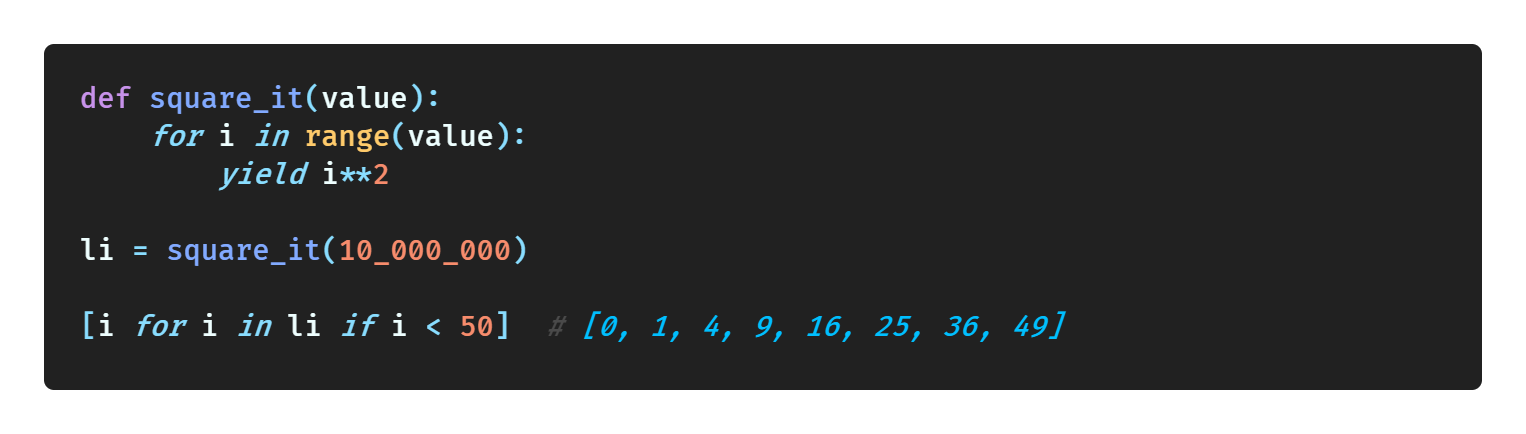 def square_it(value):
    for i in range(value):
        yield i**2
li = square_it(10_000_000)
[i for i in li if i < 50]  # [0, 1, 4, 9, 16, 25, 36, 49]